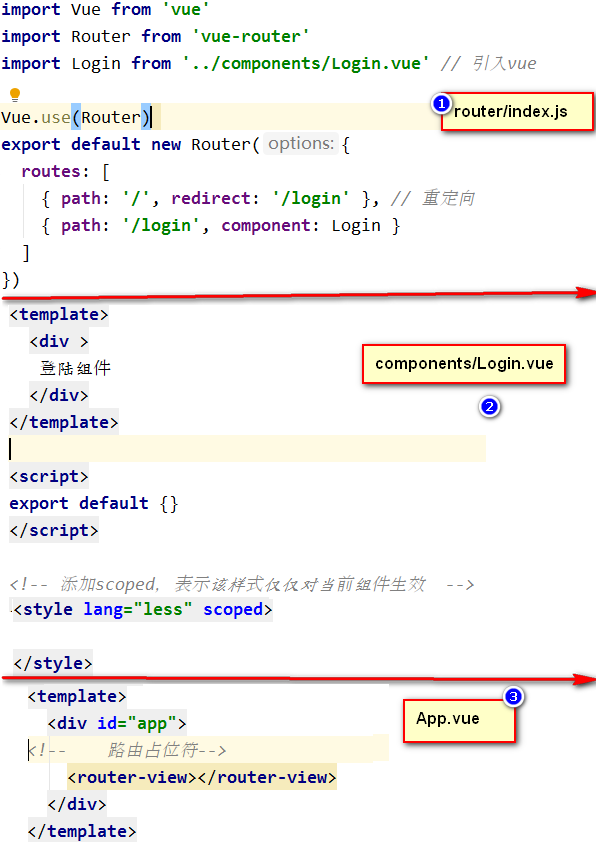 import Vue from 'vue'
import Router from 'vue-router'
import Login from '../components/Login.vue' // 引入vue
Vue.use(Router)
1
router/index.js
export default new Router( options: {
routes: [
{ path: '/', redirect: '/login' }, // 重定向
{ path: '/login', component: Login }
]
})
<template>
<div >
登陆组件
</div>
</template>
components/Login.vue
2
<script>
export default {}
</script>
<!-- 添加scoped, 表示该样式仅仅对当前组件生效 -->
<style lang="less" scoped>
</style>
3
App.vue
<template>
<div id="app">
<!-- 路由占位符-->
<router-view></router-view>
</div>
</template>